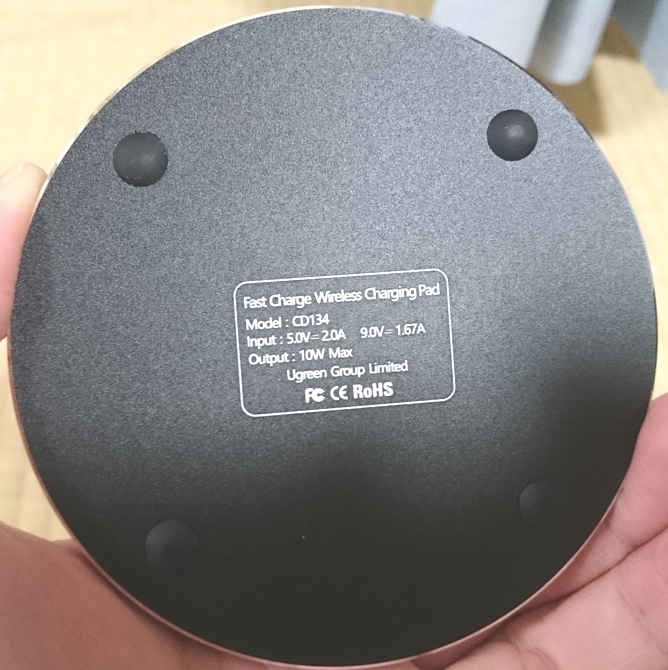 Fast Charge Wireless Charging Pad
Model : CD134
Input : 5.0V⎓2.0A 9.0V⎓1.67A
Output : 10W Max
Ugreen Group Limited
FC CE RoHS